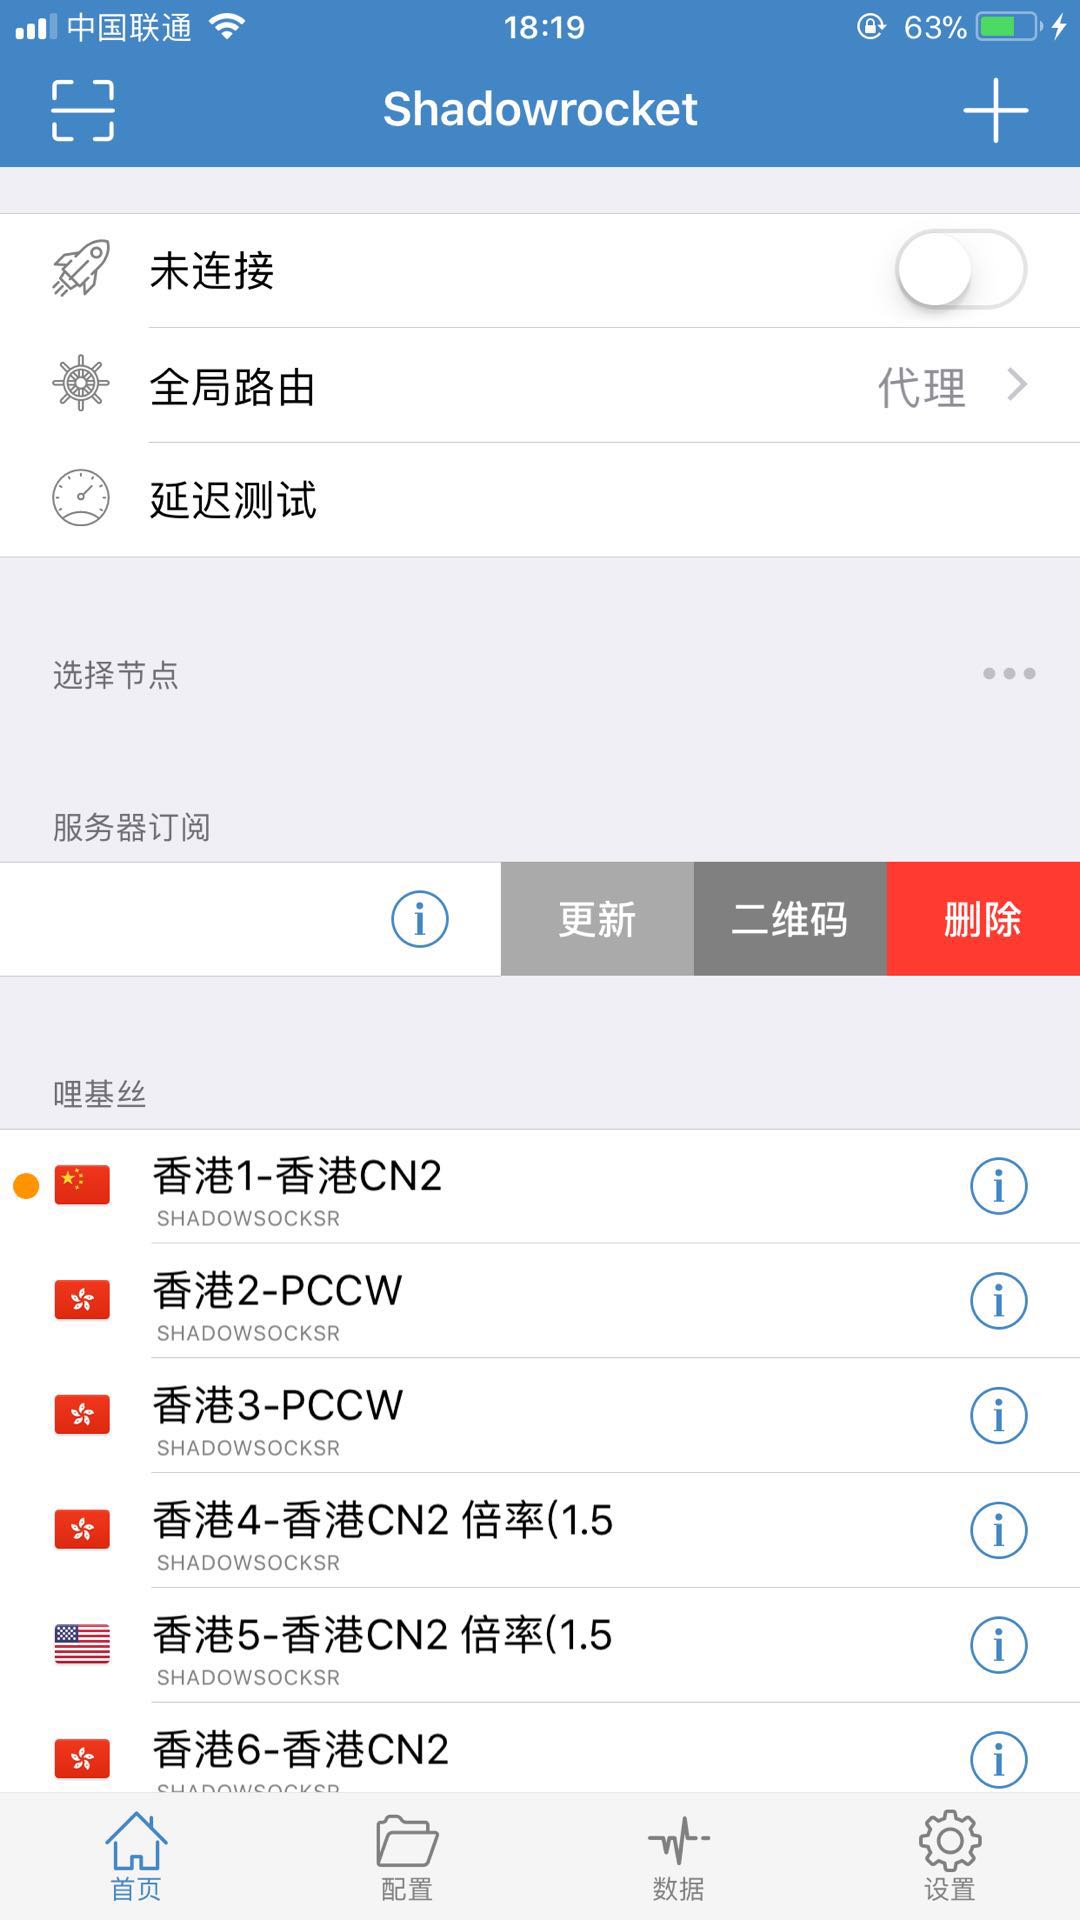 中国联通 18:19 63%
Shadowrocket
未连接
全局路由 代理
延迟测试
选择节点
服务器订阅
更新 二维码 删除
哩基丝
香港1-香港CN2
SHADOWSOCKSR
香港2-PCCW
SHADOWSOCKSR
香港3-PCCW
SHADOWSOCKSR
香港4-香港CN2 倍率(1.5
SHADOWSOCKSR
香港5-香港CN2 倍率(1.5
SHADOWSOCKSR
香港6-香港CN2
SHADOWSOCKSR
首页 配置 数据 设置